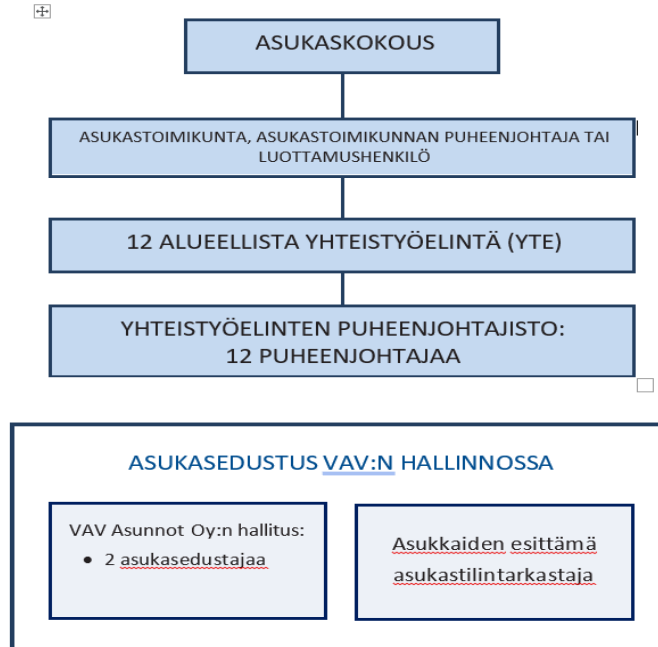 ASUKASKOKOUS
ASUKASTOIMIKUNTA, ASUKASTOIMIKUNNAN PUHEENJOHTAJA TAI
LUOTTAMUSHENKILÖ
12 ALUEELLISTA YHTEISTYÖELINTÄ (YTE)
YHTEISTYÖELINTEN PUHEENJOHTAJISTO:
12 PUHEENJOHTAJAA
ASUKASEDUSTUS VAV:N HALLINNOSSA
VAV Asunnot Oy:n hallitus:
• 2 asukasedustajaa
Asukkaiden esittämä
asukastilintarkastaja